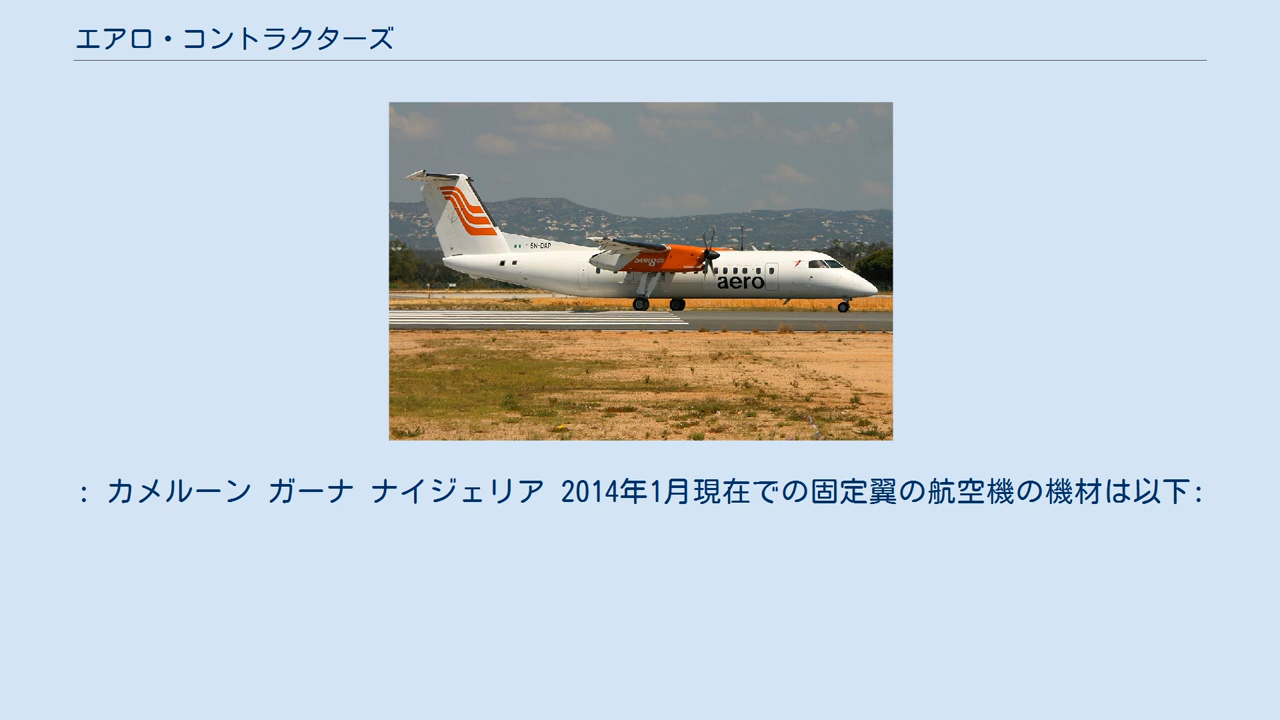 エアロ・コントラクターズ
5N-DAP
aero
: カメルーン ガーナ ナイジェリア 2014年1月現在での固定翼の航空機の機材は以下: